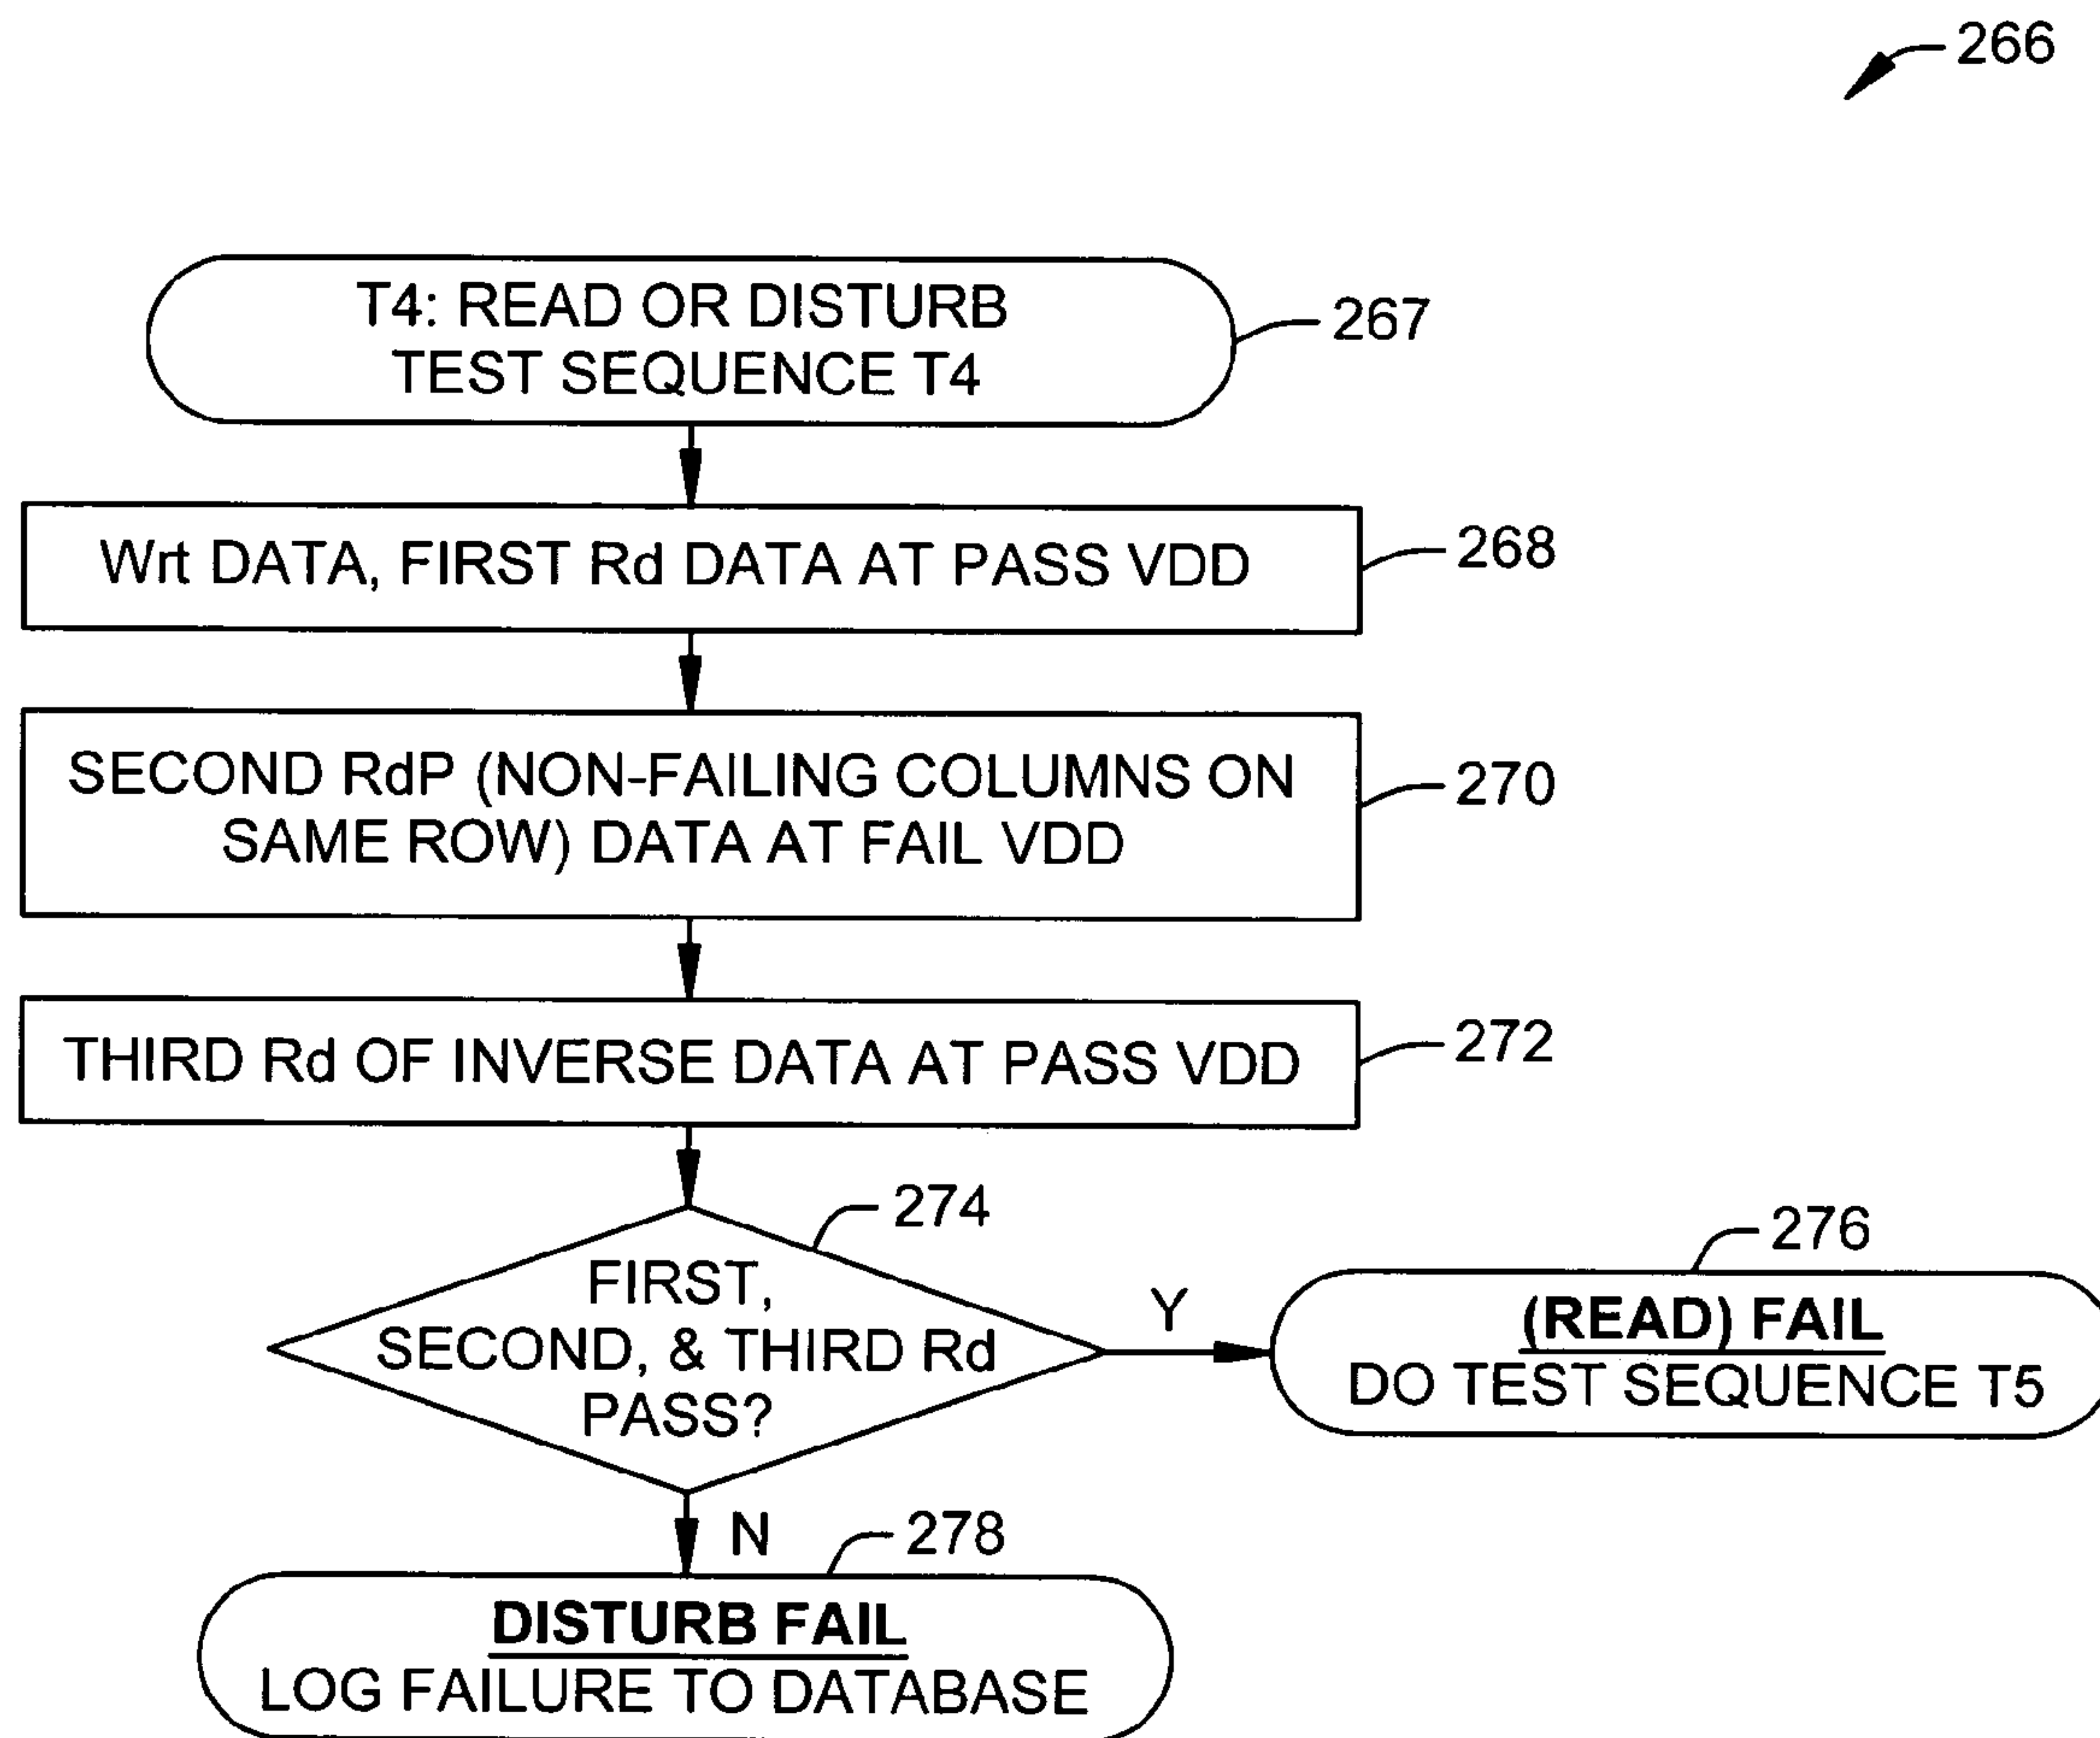 266
T4: READ OR DISTURB
TEST SEQUENCE T4
267
Wrt DATA, FIRST Rd DATA AT PASS VDD
268
SECOND RdP (NON-FAILING COLUMNS ON
SAME ROW) DATA AT FAIL VDD
270
THIRD Rd OF INVERSE DATA AT PASS VDD
272
274
FIRST,
SECOND, & THIRD Rd
PASS?
Y
276
(READ) FAIL
DO TEST SEQUENCE T5
N
278
DISTURB FAIL
LOG FAILURE TO DATABASE